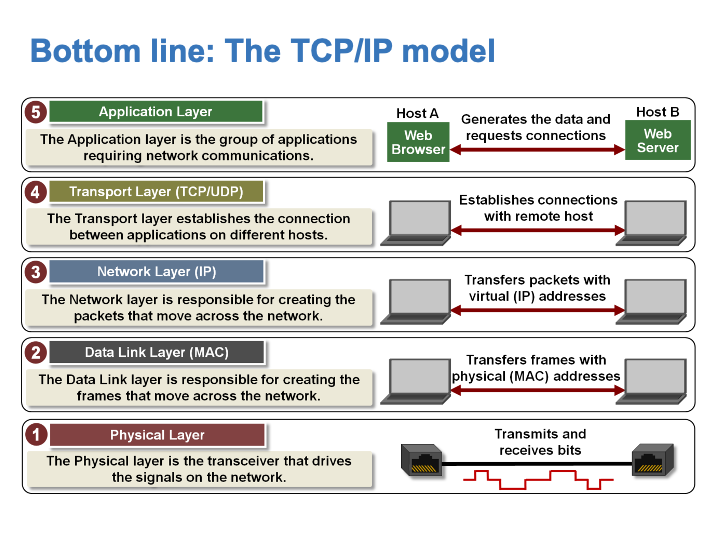 Bottom line: The TCP/IP model
5
Application Layer
The Application layer is the group of applications
requiring network communications.
Host A
Web
Browser
Generates the data and
requests connections
Host B
Web
Server
4
Transport Layer (TCP/UDP)
The Transport layer establishes the connection
between applications on different hosts.
Establishes connections
with remote host
3
Network Layer (IP)
The Network layer is responsible for creating the
packets that move across the network.
Transfers packets with
virtual (IP) addresses
2
Data Link Layer (MAC)
The Data Link layer is responsible for creating the
frames that move across the network.
Transfers frames with
physical (MAC) addresses
1
Physical Layer
The Physical layer is the transceiver that drives
the signals on the network.
Transmits and
receives bits